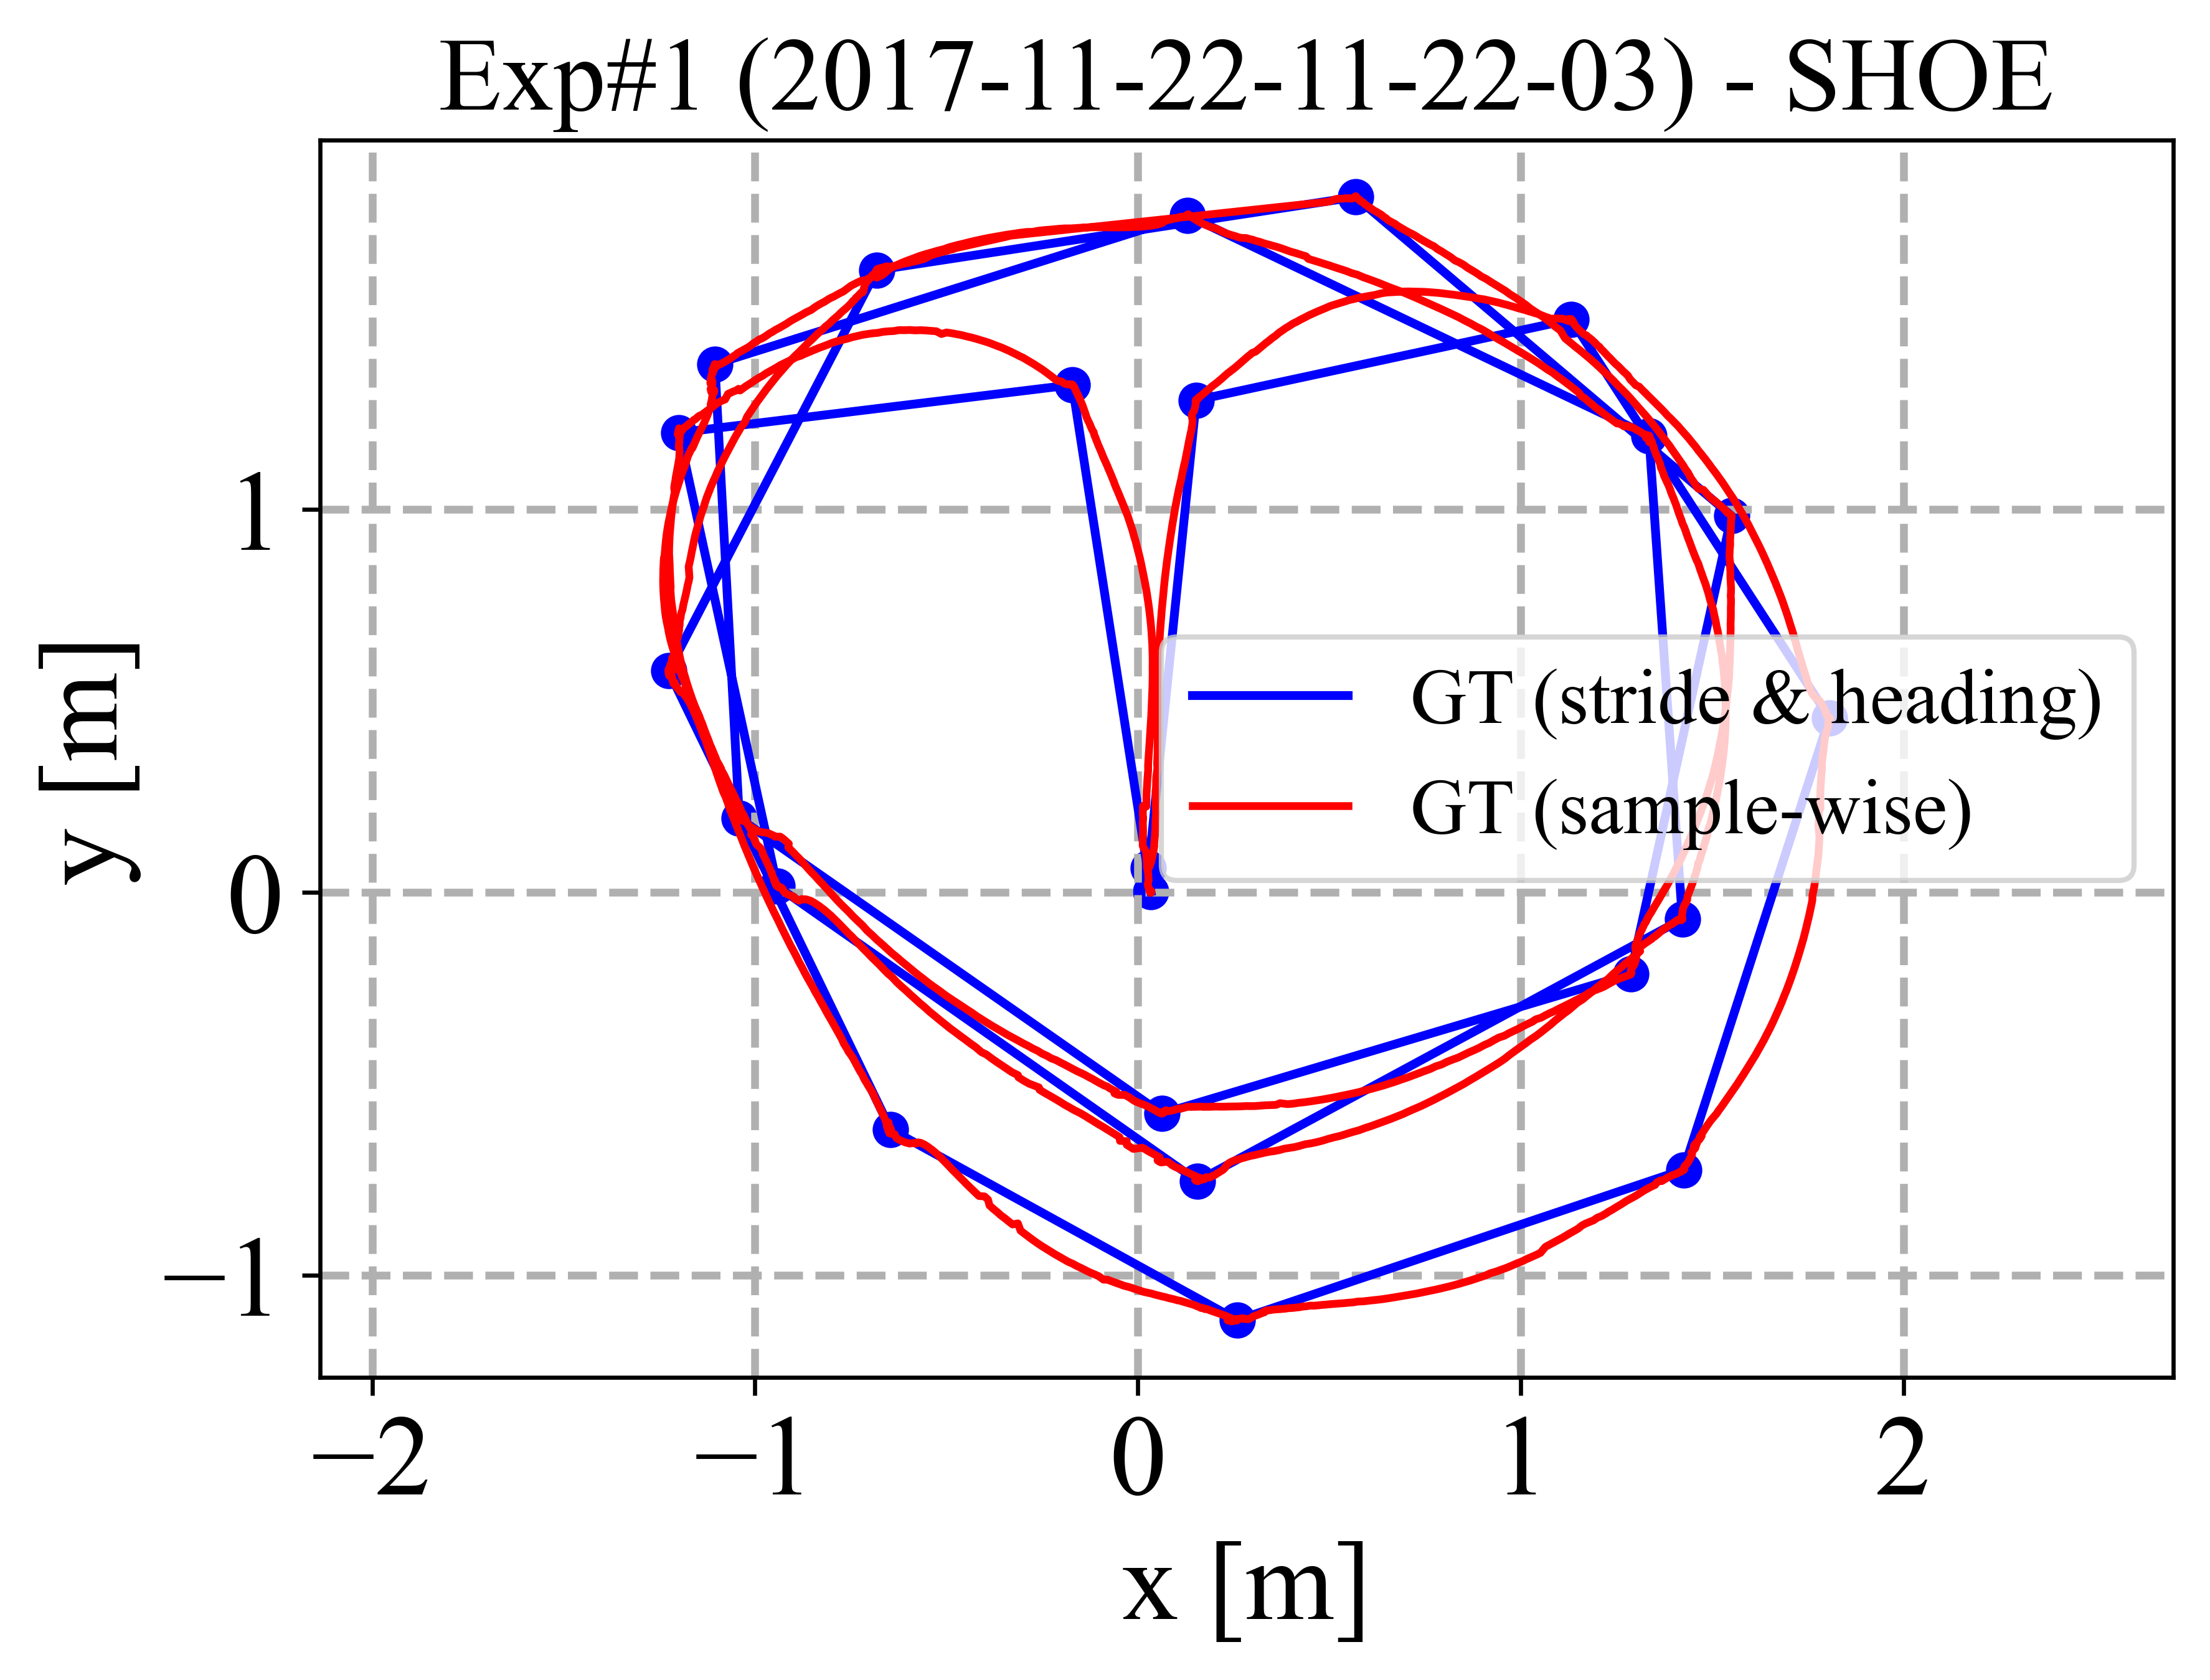 Exp#1 (2017-11-22-11-22-03) - SHOE
y [m]
1
0
−1
GT (stride & heading)
GT (sample-wise)
−2
−1
0
1
2
x [m]